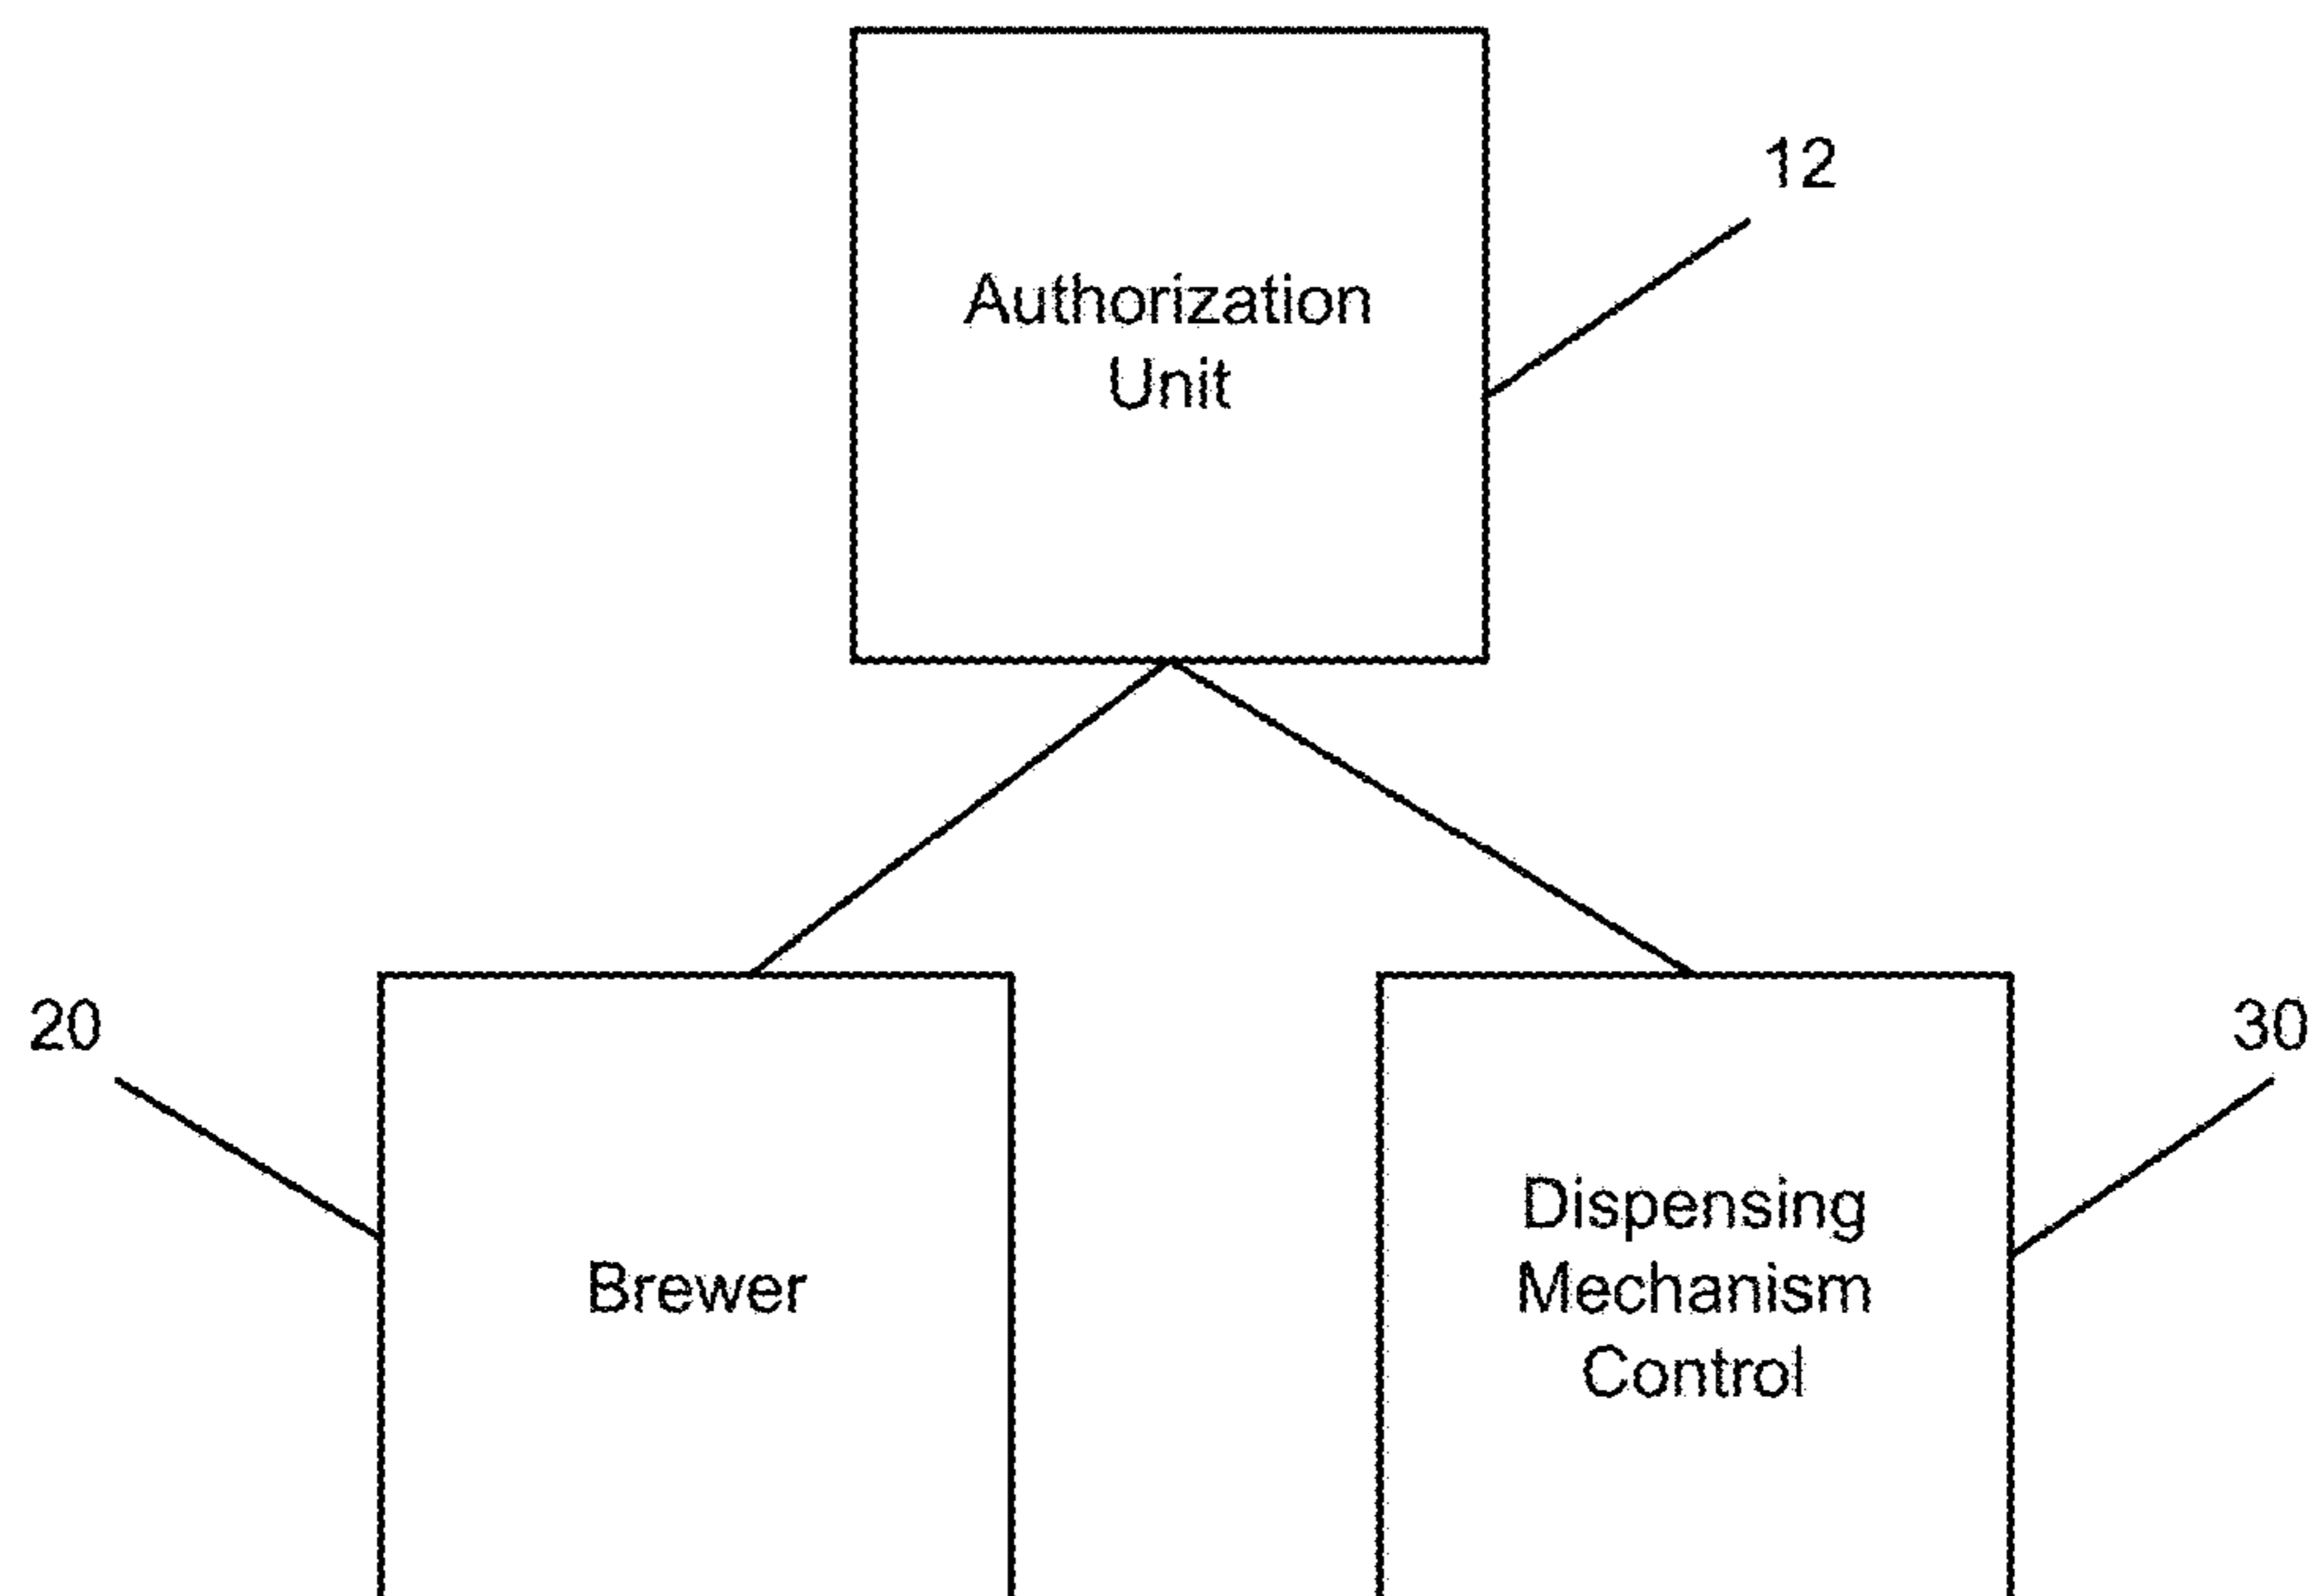 12
Authorization
Unit
20
30
Brewer
Dispensing
Mechanism
Control